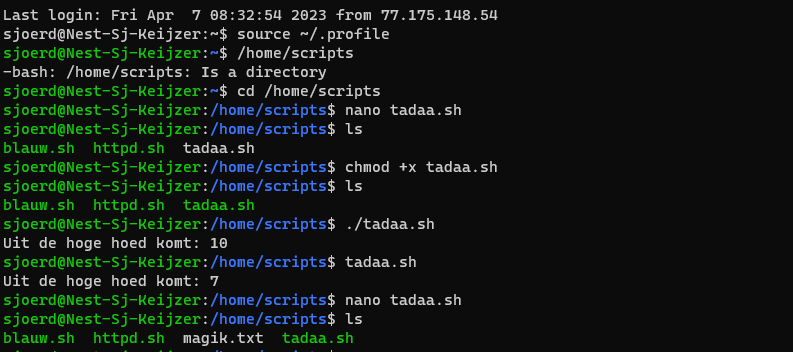 Last login: Fri Apr  7 08:32:54 2023 from 77.175.148.54
sjoerd@Nest-Sj-Keijzer:~$ source ~/.profile
sjoerd@Nest-Sj-Keijzer:~$ /home/scripts
-bash: /home/scripts: Is a directory
sjoerd@Nest-Sj-Keijzer:~$ cd /home/scripts
sjoerd@Nest-Sj-Keijzer:/home/scripts$ nano tadaa.sh
sjoerd@Nest-Sj-Keijzer:/home/scripts$ ls
blauw.sh  httpd.sh  tadaa.sh
sjoerd@Nest-Sj-Keijzer:/home/scripts$ chmod +x tadaa.sh
sjoerd@Nest-Sj-Keijzer:/home/scripts$ ls
blauw.sh  httpd.sh  tadaa.sh
sjoerd@Nest-Sj-Keijzer:/home/scripts$ ./tadaa.sh
Uit de hoge hoed komt: 10
sjoerd@Nest-Sj-Keijzer:/home/scripts$ tadaa.sh
Uit de hoge hoed komt: 7
sjoerd@Nest-Sj-Keijzer:/home/scripts$ nano tadaa.sh
sjoerd@Nest-Sj-Keijzer:/home/scripts$ ls
blauw.sh  httpd.sh  magik.txt  tadaa.sh